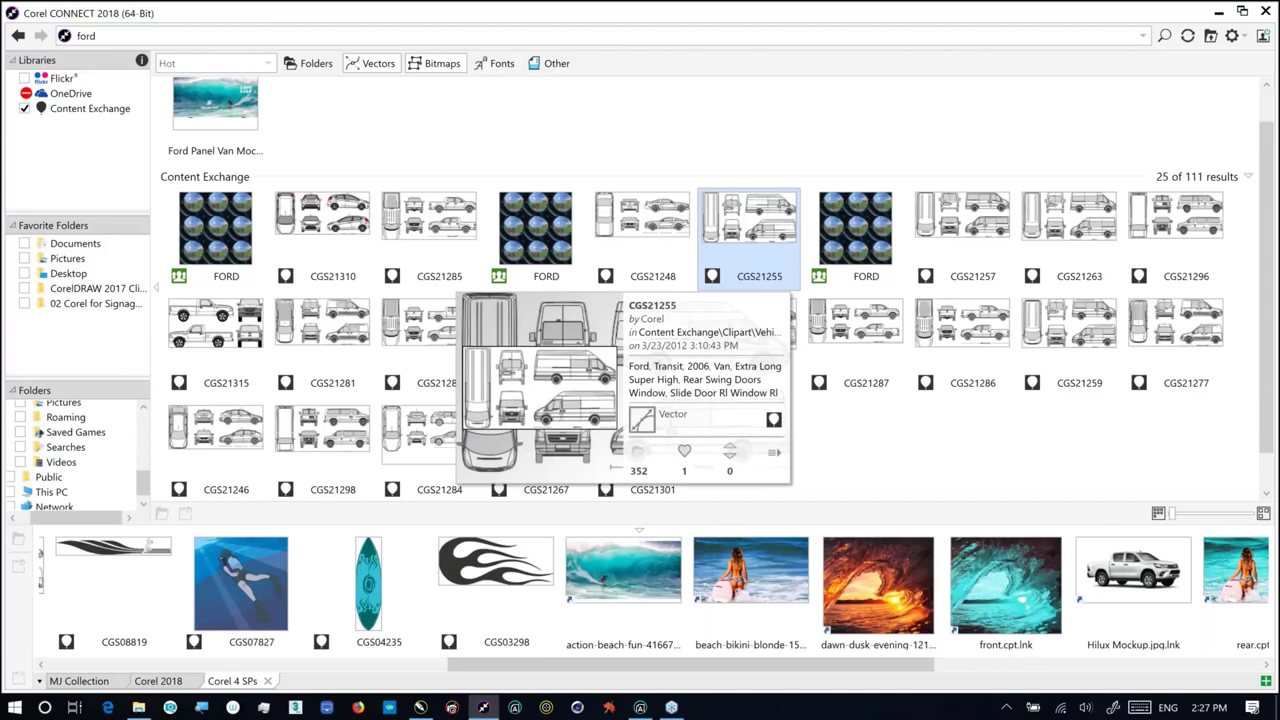 Corel CONNECT 2018 (64-Bit)
ford
Libraries
Flickr®
OneDrive
Content Exchange
Hot
Folders
Vectors
Bitmaps
Fonts
Other
Ford Panel Van Moc...
Content Exchange
25 of 111 results
FORD
CGS21310
CGS21285
FORD
CGS21248
CGS21255
FORD
CGS21257
CGS21263
CGS21296
Favorite Folders
Documents
Pictures
Desktop
CorelDRAW 2017 Cli...
02 Corel for Signag...
CGS21315
CGS21281
CGS2128
CGS21287
CGS21286
CGS21259
CGS21277
CGS21255
by Corel
in Content Exchange\Clipart\Vehi...
on 3/23/2012 3:10:43 PM
Ford, Transit, 2006, Van, Extra Long
Super High, Rear Swing Doors
Window, Slide Door Rl Window Rl
Vector
352
1
0
Folders
Pictures
Roaming
Saved Games
Searches
Videos
Public
This PC
Network
CGS21246
CGS21298
CGS21284
CGS21267
CGS21301
CGS08819
CGS07827
CGS04235
CGS03298
action-beach-fun-41667...
beach-bikini-blonde-15...
dawn-dusk-evening-121...
front.cpt.lnk
Hilux Mockup.jpg.lnk
rear.cpt
MJ Collection
Corel 2018
Corel 4 SPs
2:27 PM